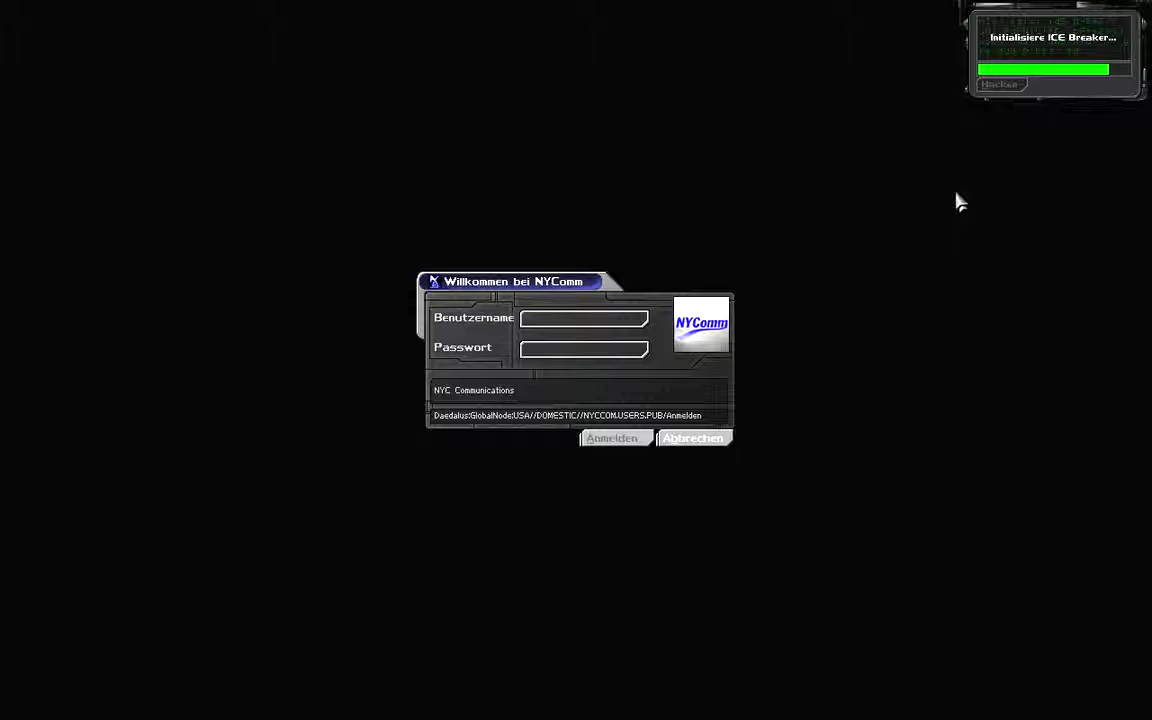 Initialisiere ICE Breaker...
Hacken
Willkommen bei NYComm
Benutzername
NYComm
Passwort
NYC Communications
Daedalus:GlobalNode:USA//DOMESTIC//NYCCOM.USERS.PUB/Anmelden
Anmelden Abbrechen